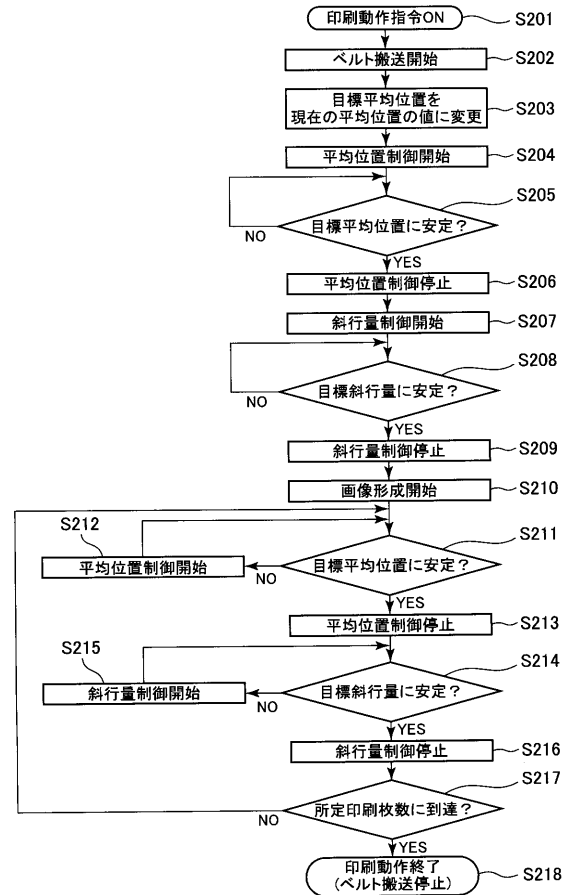 印刷動作指令ON
S201
ベルト搬送開始
S202
目標平均位置を
現在の平均位置の値に変更
S203
平均位置制御開始
S204
S205
目標平均位置に安定?
NO
YES
平均位置制御停止
S206
斜行量制御開始
S207
S208
目標斜行量に安定?
NO
YES
斜行量制御停止
S209
画像形成開始
S210
S212
S211
平均位置制御開始
NO
目標平均位置に安定?
YES
平均位置制御停止
S213
S215
S214
斜行量制御開始
NO
目標斜行量に安定?
YES
斜行量制御停止
S216
S217
所定印刷枚数に到達?
NO
YES
印刷動作終了
(ベルト搬送停止)
S218